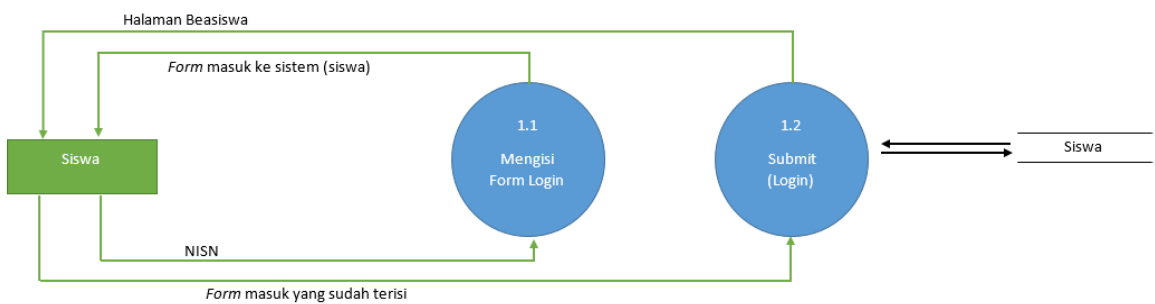 Halaman Beasiswa
Form masuk ke sistem (siswa)
1.1
Mengisi
Form Login
1.2
Submit
(Login)
Siswa
Siswa
NISN
Form masuk yang sudah terisi